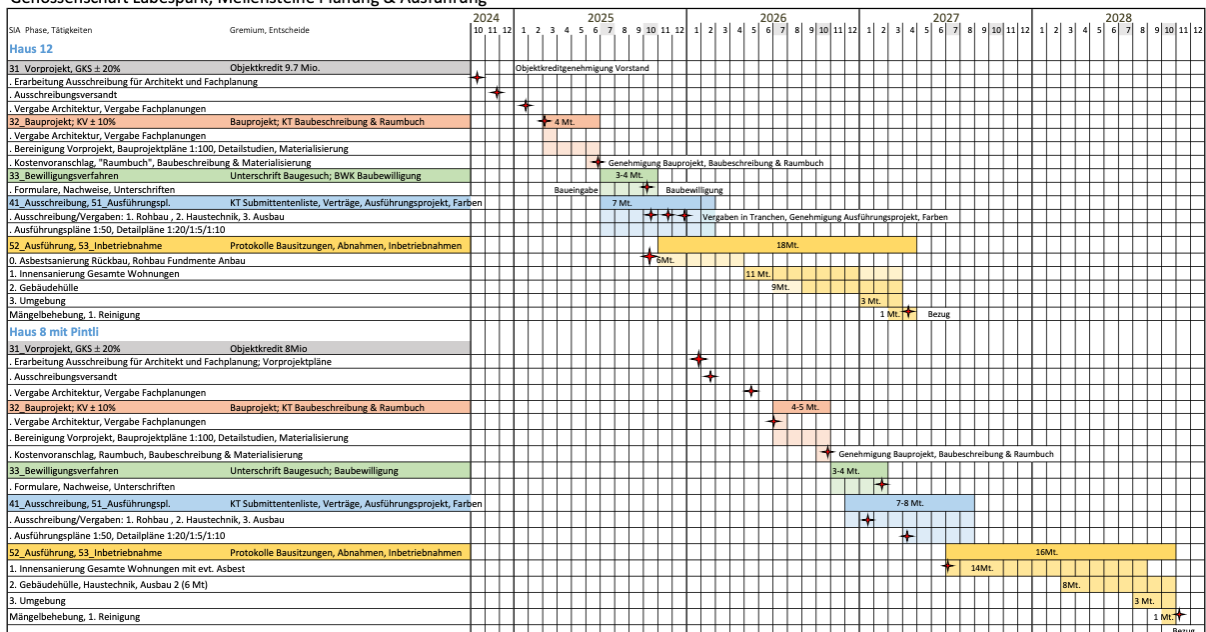 Genossenschaft Labespark, Meilensteine Planung & Ausführung
2024 2025 2026 2027 2028
SIA Phase, Tätigkeiten Gremium, Entscheide 10 11 12 1 2 3 4 5 6 7 8 9 10 11 12 1 2 3 4 5 6 7 8 9 10 11 12 1 2 3 4 5 6 7 8 9 10 11 12 1 2 3 4 5 6 7 8 9 10 11 12
Haus 12
31_Vorprojekt, GKS ± 20% Objektkredit 9.7 Mio. Objektkreditgenehmigung Vorstand
. Erarbeitung Ausschreibung für Architekt und Fachplanung
. Ausschreibungsversandt
. Vergabe Architektur, Vergabe Fachplanungen
32_Bauprojekt; KV ± 10% Bauprojekt; KT Baubeschreibung & Raumbuch 4 Mt.
. Vergabe Architektur, Vergabe Fachplanungen
. Bereinigung Vorprojekt, Bauprojektpläne 1:100, Detailstudien, Materialisierung
. Kostenvoranschlag, "Raumbuch", Baubeschreibung & Materialisierung Genehmigung Bauprojekt, Baubeschreibung & Raumbuch
33_Bewilligungsverfahren Unterschrift Baugesuch; BWK Baubewilligung 3-4 Mt.
. Formulare, Nachweise, Unterschriften Baueingabe Baubewilligung
41_Ausschreibung, 51_Ausführungspl. KT Submittentenliste, Verträge, Ausführungsprojekt, Farben 7 Mt.
. Ausschreibung/Vergaben: 1. Rohbau , 2. Haustechnik, 3. Ausbau Vergaben in Tranchen, Genehmigung Ausführungsprojekt, Farben
. Ausführungspläne 1:50, Detailpläne 1:20/1:5/1:10
52_Ausführung, 53_Inbetriebnahme Protokolle Bausitzungen, Abnahmen, Inbetriebnahmen 18Mt.
0. Asbestsanierung Rückbau, Rohbau Fundmente Anbau 6Mt.
1. Innensanierung Gesamte Wohnungen 11 Mt.
2. Gebäudehülle 9Mt.
3. Umgebung 3 Mt.
Mängelbehebung, 1. Reinigung 1 Mt. Bezug
Haus 8 mit Pintli
31_Vorprojekt, GKS ± 20% Objektkredit 8Mio
. Erarbeitung Ausschreibung für Architekt und Fachplanung; Vorprojektpläne
. Ausschreibungsversandt
. Vergabe Architektur, Vergabe Fachplanungen
32_Bauprojekt; KV ± 10% Bauprojekt; KT Baubeschreibung & Raumbuch 4-5 Mt.
. Vergabe Architektur, Vergabe Fachplanungen
. Bereinigung Vorprojekt, Bauprojektpläne 1:100, Detailstudien, Materialisierung
. Kostenvoranschlag, Raumbuch, Baubeschreibung & Materialisierung Genehmigung Bauprojekt, Baubeschreibung & Raumbuch
33_Bewilligungsverfahren Unterschrift Baugesuch; Baubewilligung 3-4 Mt.
. Formulare, Nachweise, Unterschriften
41_Ausschreibung, 51_Ausführungspl. KT Submittentenliste, Verträge, Ausführungsprojekt, Farben 7-8 Mt.
. Ausschreibung/Vergaben: 1. Rohbau , 2. Haustechnik, 3. Ausbau
. Ausführungspläne 1:50, Detailpläne 1:20/1:5/1:10
52_Ausführung, 53_Inbetriebnahme Protokolle Bausitzungen, Abnahmen, Inbetriebnahmen 16Mt.
1. Innensanierung Gesamte Wohnungen mit evt. Asbest 14Mt.
2. Gebäudehülle, Haustechnik, Ausbau 2 (6 Mt) 8Mt.
3. Umgebung 3 Mt.
Mängelbehebung, 1. Reinigung 1 Mt.
Bezug